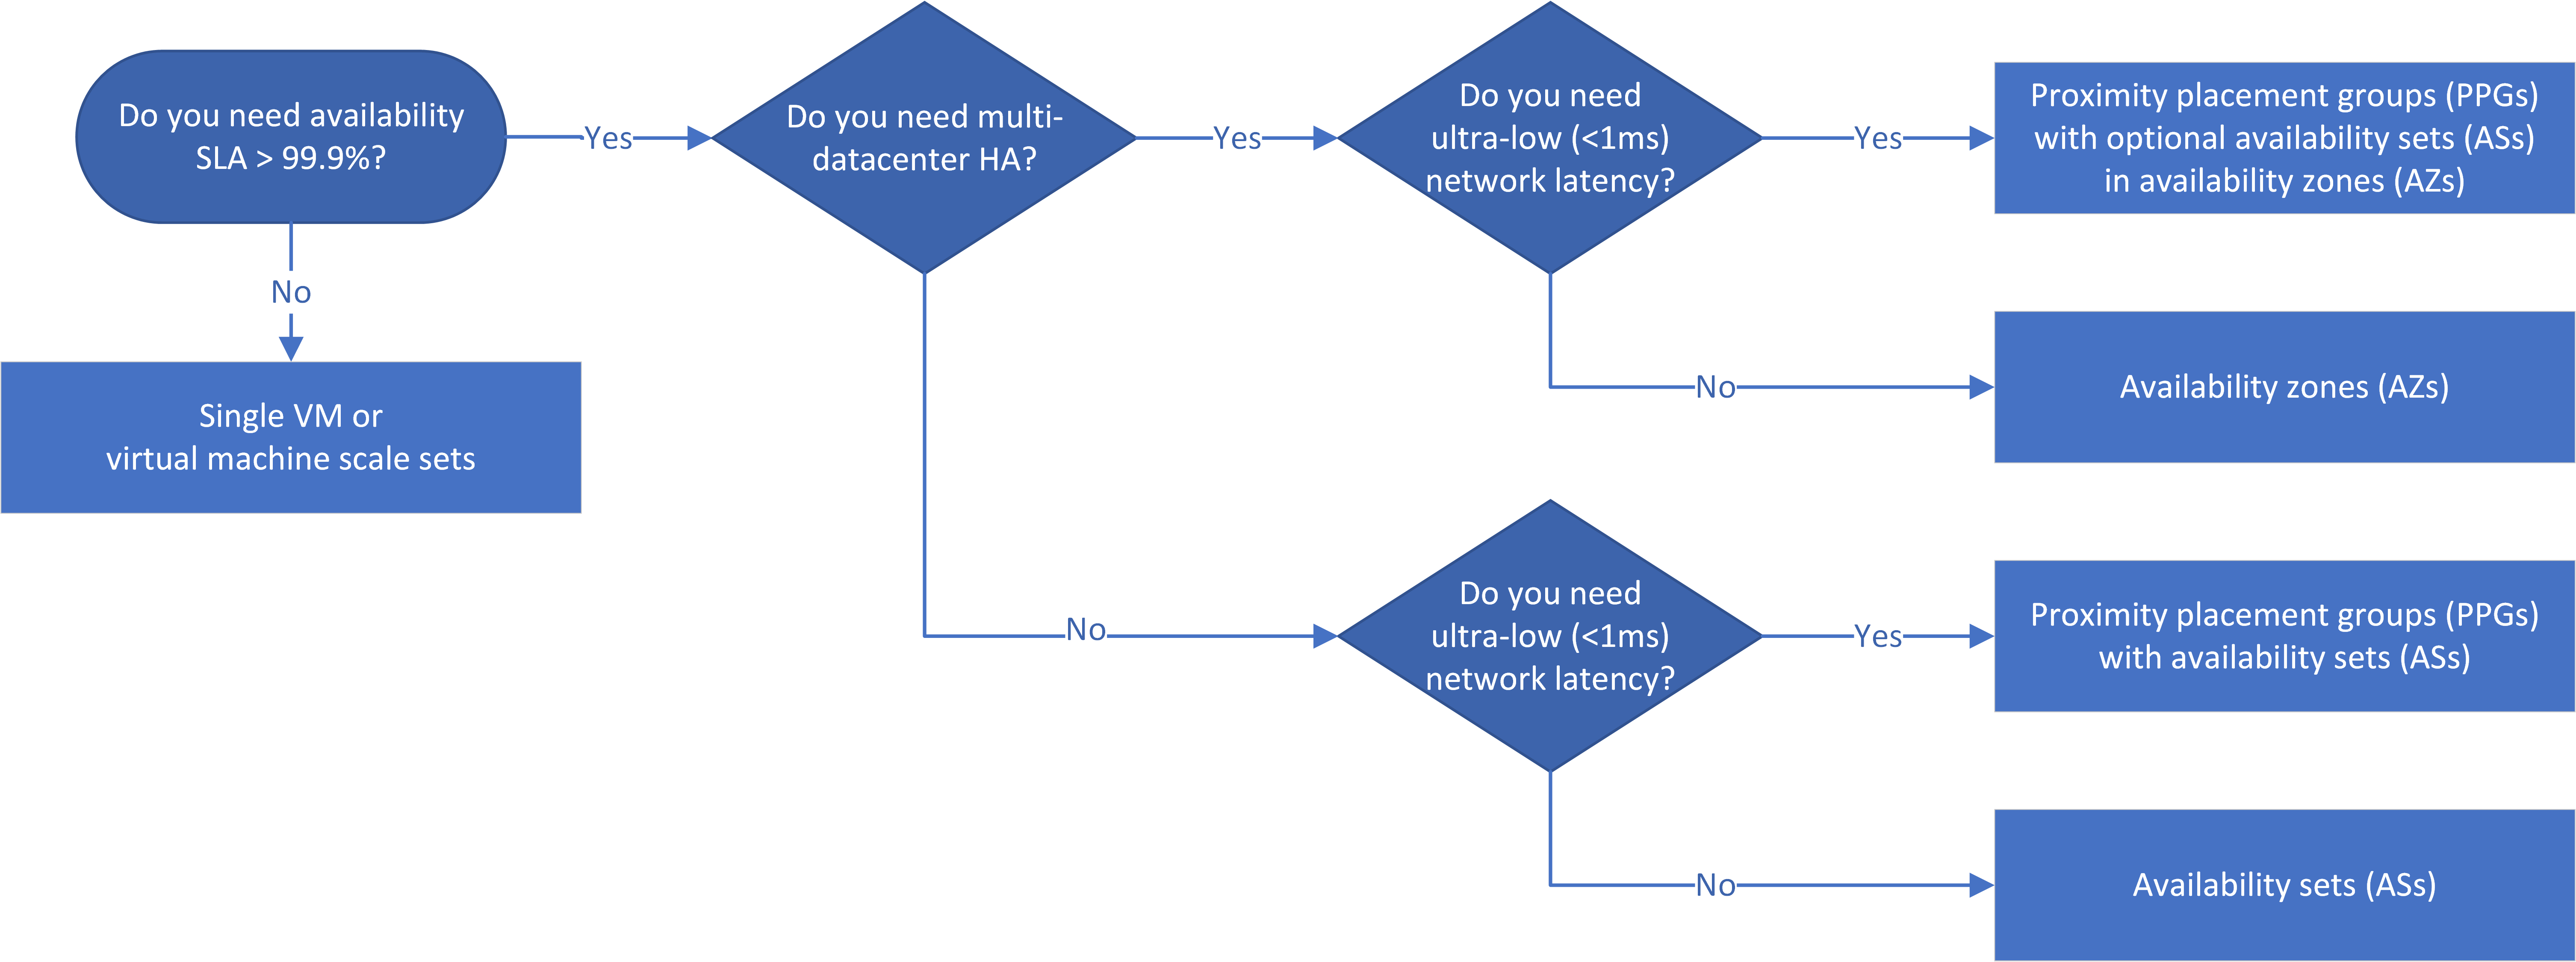 Do you need availability
SLA > 99.9%?
Yes
No
Single VM or
virtual machine scale sets
Do you need multi-
datacenter HA?
Yes
No
Do you need
ultra-low (<1ms)
network latency?
Yes
No
Proximity placement groups (PPGs)
with optional availability sets (ASs)
in availability zones (AZs)
Availability zones (AZs)
Do you need
ultra-low (<1ms)
network latency?
Yes
No
Proximity placement groups (PPGs)
with availability sets (ASs)
Availability sets (ASs)